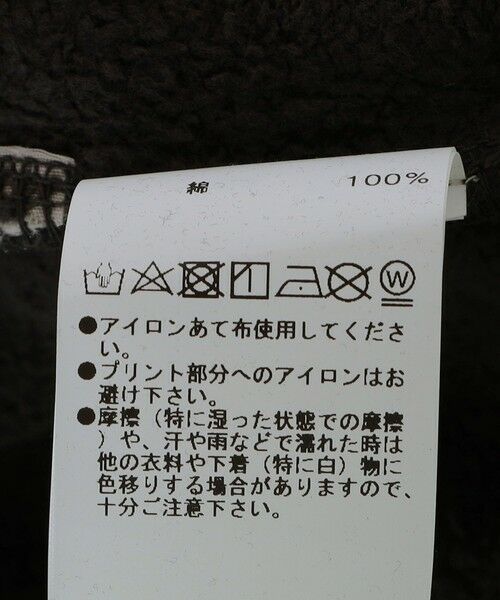 綿 100%
W
●アイロンあて布使用してくださ
い。
●プリント部分へのアイロンはお
避け下さい。
●摩擦（特に湿った状態での摩擦
）や、汗や雨などで濡れた時は
他の衣料や下着（特に白）物に
色移りする場合がありますので、
十分ご注意下さい。